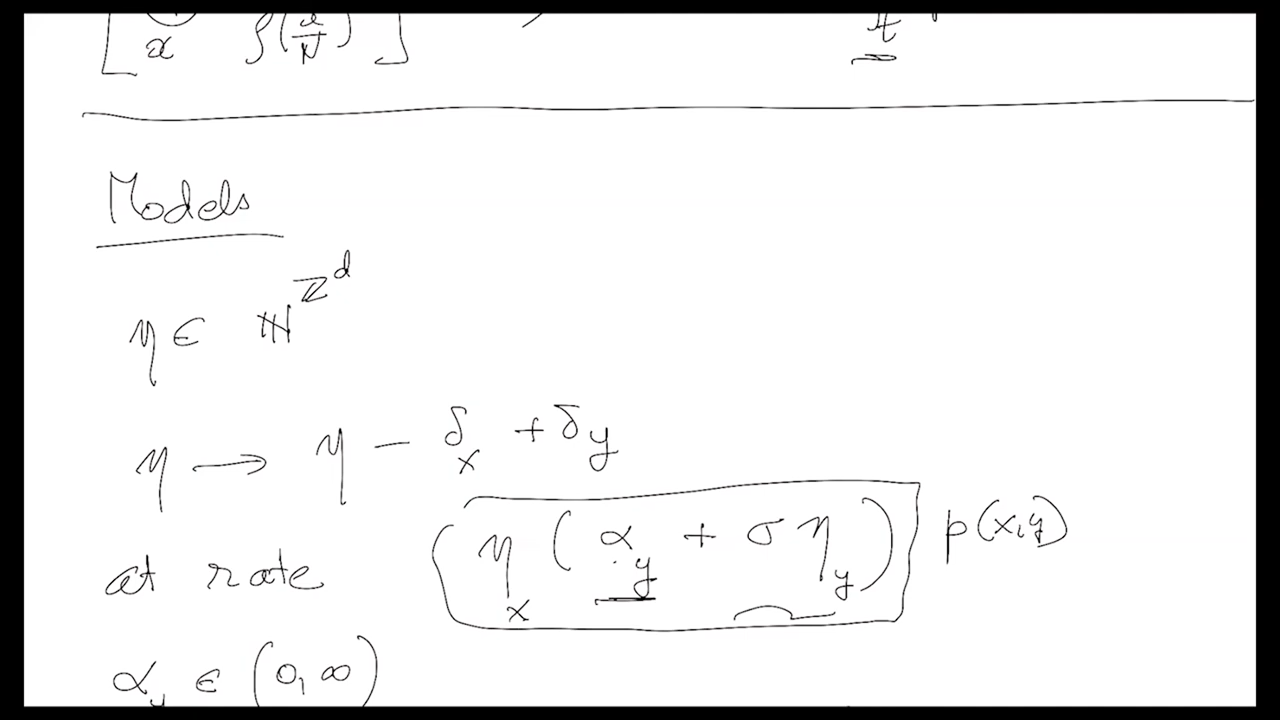 [ x ρ(x/N) ] , t
Models
η ∈ ℕ^{ℤ^d}
η → η − δ_x + δ_y
at rate η_x ( α_y + σ η_y ) p(x,y)
α_y ∈ (0, ∞)